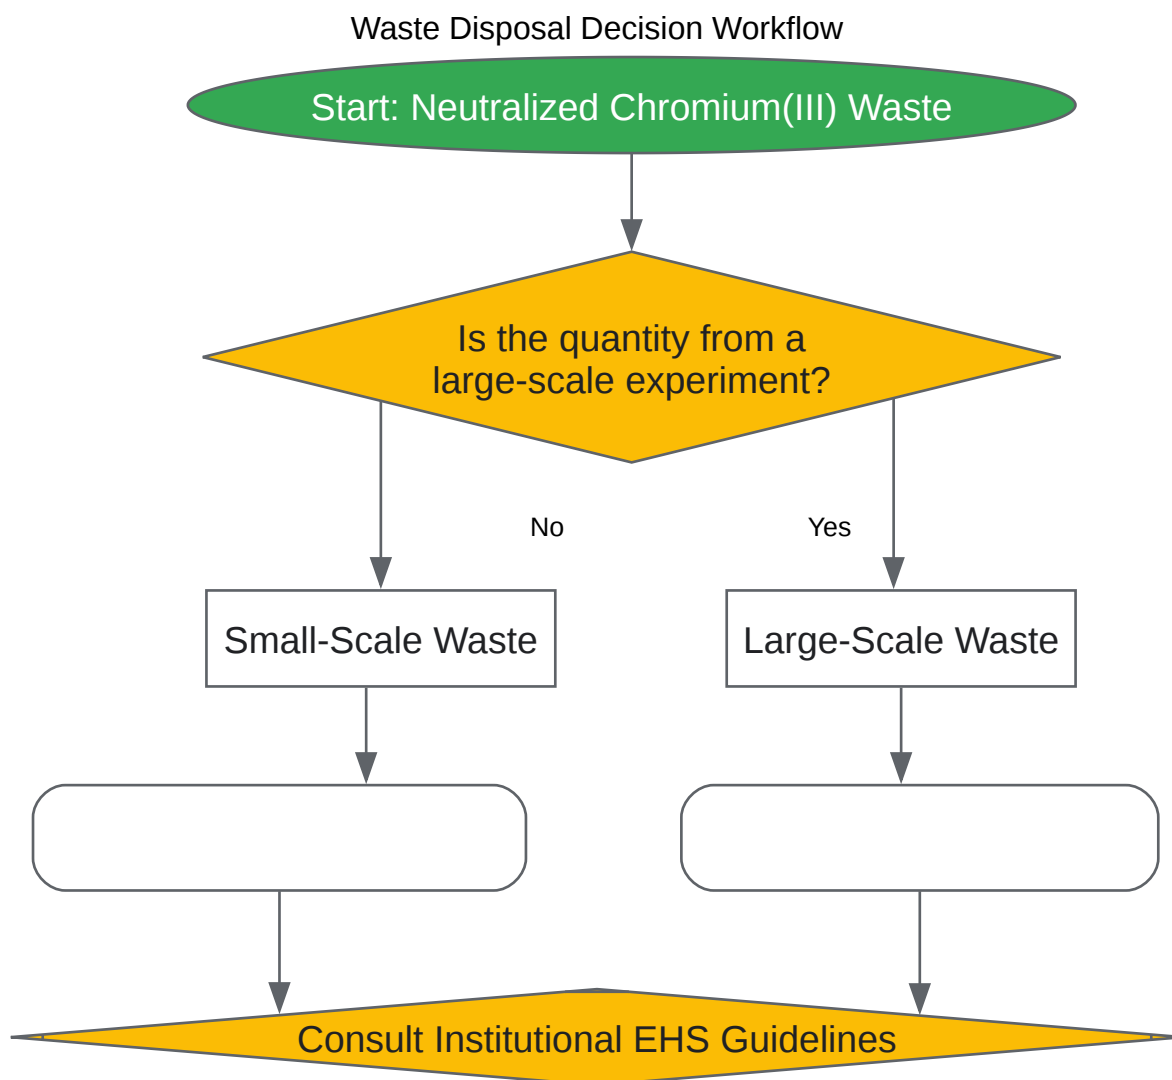 Waste Disposal Decision Workflow
Start: Neutralized Chromium(III) Waste
Is the quantity from a
large-scale experiment?
No
Yes
Small-Scale Waste
Large-Scale Waste
Consult Institutional EHS Guidelines